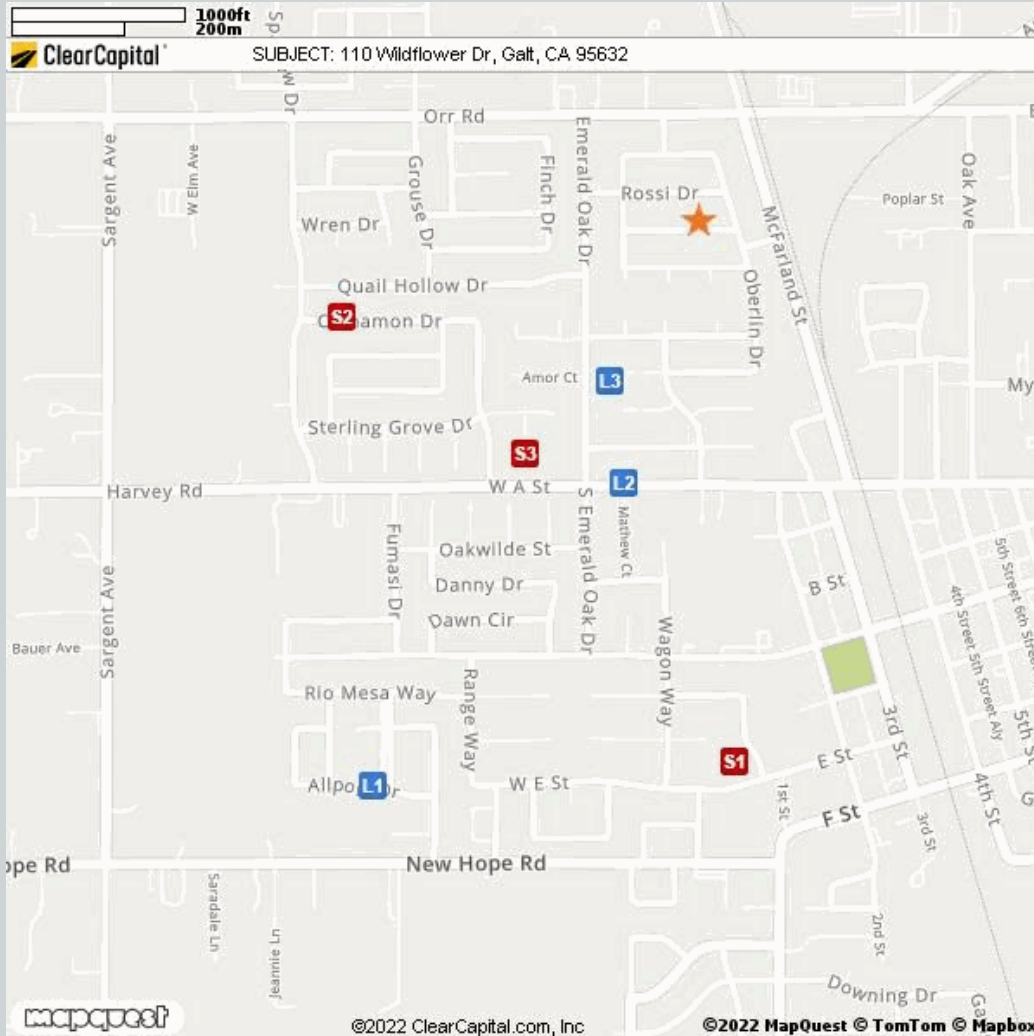 1000ft
200m
ClearCapital
SUBJECT: 110 Wildflower Dr, Galt, CA 95632
Orr Rd
Sargent Ave
W Elm Ave
Grouse Dr
Finch Dr
Emerald Oak Dr
Rossi Dr
Oak Ave
Poplar St
Wren Dr
McFarland St
Quail Hollow Dr
Oberlin Dr
S2
Amor Ct
L3
Sterling Grove Dr
S3
L2
Harvey Rd
W A St
S Emerald Oak Dr
Mathew Ct
Fumasi Dr
Oakwilde St
Danny Dr
Dawn Cir
B St
5th Street
6th Street
4th Street
5th Street Aly
Sargent Ave
Bauer Ave
Wagon Way
Rio Mesa Way
Range Way
3rd St
5th St
S1
E St
L1
W E St
1st St
F St
4th St
3rd St
New Hope Rd
Saradale Ln
Jeannie Ln
2nd St
Downing Dr
mapquest
©2022 ClearCapital.com, Inc
©2022 MapQuest © TomTom © Mapbox